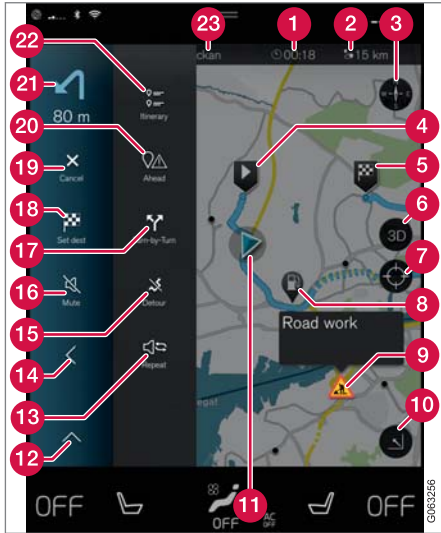 23 1 2 3
ckan 00:18 15 km
22
21
80 m
Itinerary
4
20
5
19
Cancel
Ahead
18
6
3D
Set dest
17
rn-by-Turn
7
16
8
Mute
15
Detour
Road work
14
9
13
Repeat
egat
10
12
11
OFF OFF AC OFF OFF
G063256